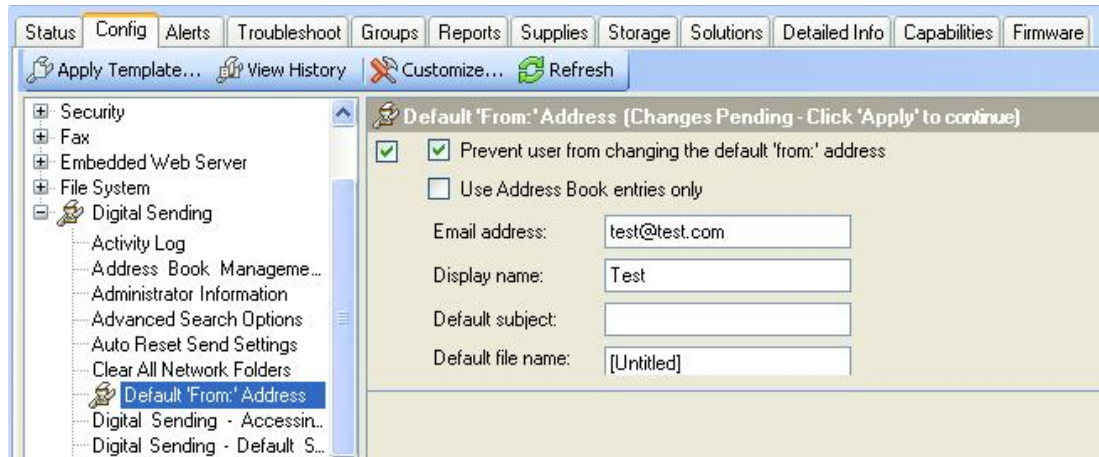 Status Config Alerts Troubleshoot Groups Reports Supplies Storage Solutions Detailed Info Capabilities Firmware
Apply Template... View History Customize... Refresh
Security
Fax
Embedded Web Server
File System
Digital Sending
Activity Log
Address Book Manageme...
Administrator Information
Advanced Search Options
Auto Reset Send Settings
Clear All Network Folders
Default 'From:' Address
Digital Sending - Accessin...
Digital Sending - Default S...
Default 'From:' Address (Changes Pending - Click 'Apply' to continue)
Prevent user from changing the default 'from:' address
Use Address Book entries only
Email address: test@test.com
Display name: Test
Default subject:
Default file name: [Untitled]